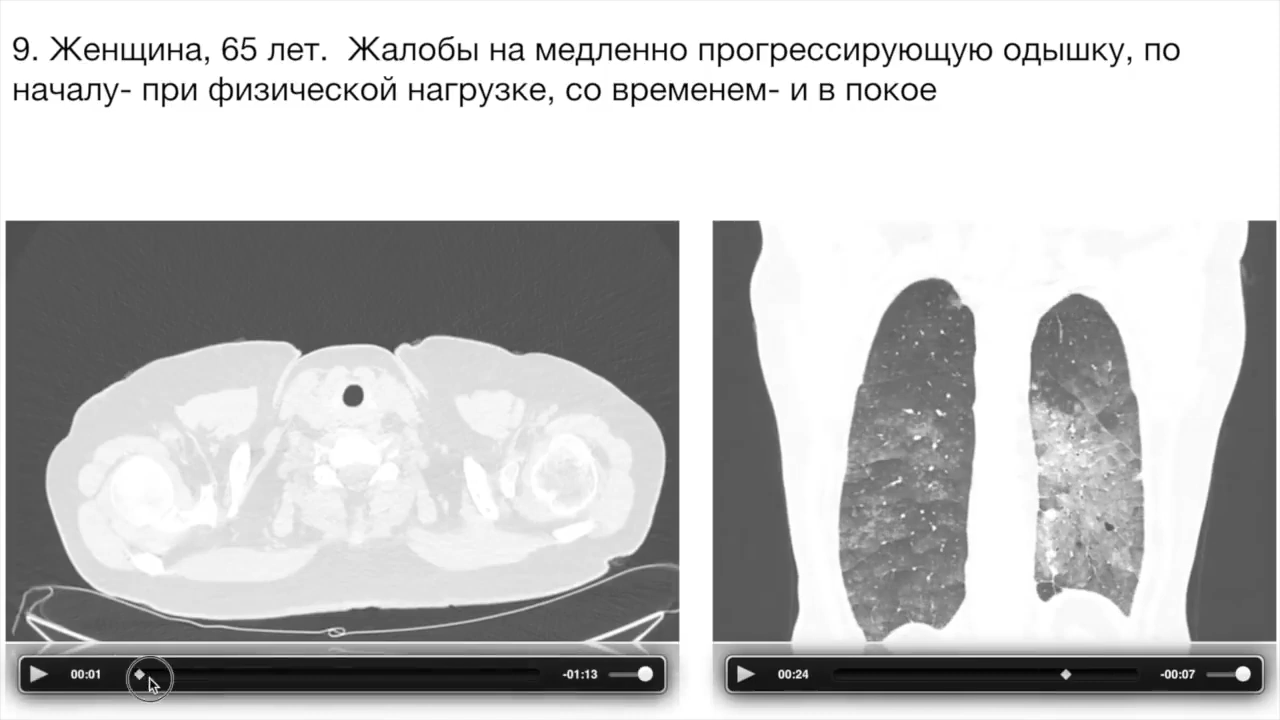 9. Женщина, 65 лет. Жалобы на медленно прогрессирующую одышку, по
началу- при физической нагрузке, со временем- и в покое
00:01 -01:13
00:24 -00:07